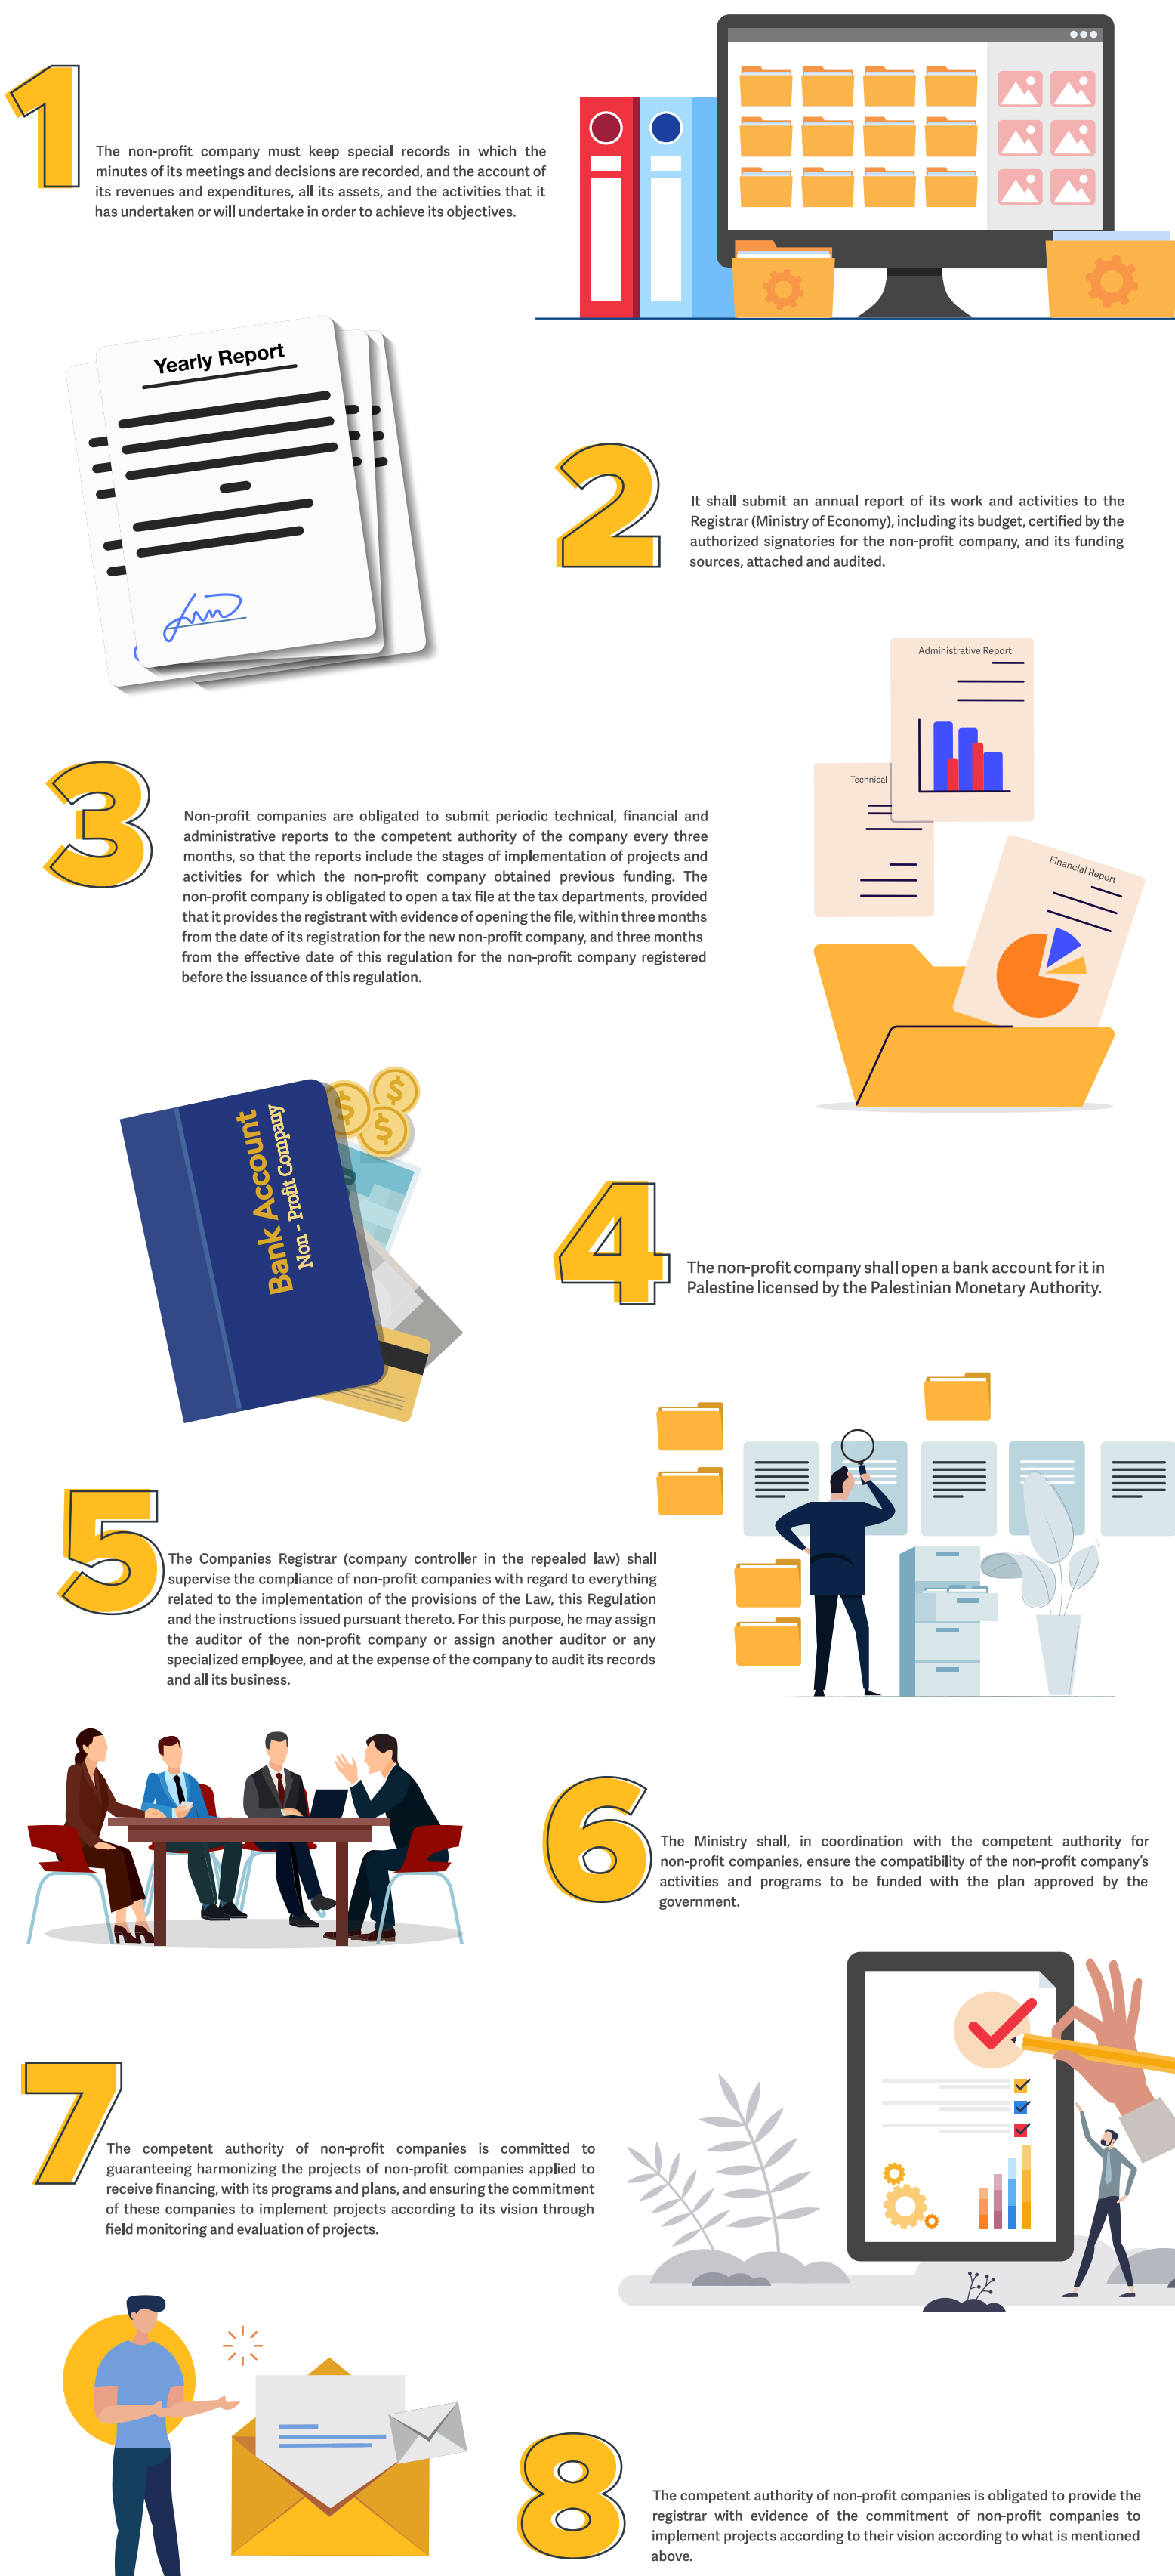 1
The non-profit company must keep special records in which the
minutes of its meetings and decisions are recorded, and the account of
its revenues and expenditures, all its assets, and the activities that it
has undertaken or will undertake in order to achieve its objectives.
Yearly Report
2
It shall submit an annual report of its work and activities to the
Registrar (Ministry of Economy), including its budget, certified by the
authorized signatories for the non-profit company, and its funding
sources, attached and audited.
Administrative Report
Technical
Financial Report
3
Non-profit companies are obligated to submit periodic technical, financial and
administrative reports to the competent authority of the company every three
months, so that the reports include the stages of implementation of projects and
activities for which the non-profit company obtained previous funding. The
non-profit company is obligated to open a tax file at the tax departments, provided
that it provides the registrant with evidence of opening the file, within three months
from the date of its registration for the new non-profit company, and three months
from the effective date of this regulation for the non-profit company registered
before the issuance of this regulation.
Bank Account
Non - Profit Company
4
The non-profit company shall open a bank account for it in
Palestine licensed by the Palestinian Monetary Authority.
5
The Companies Registrar (company controller in the repealed law) shall
supervise the compliance of non-profit companies with regard to everything
related to the implementation of the provisions of the Law, this Regulation
and the instructions issued pursuant thereto. For this purpose, he may assign
the auditor of the non-profit company or assign another auditor or any
specialized employee, and at the expense of the company to audit its records
and all its business.
6
The Ministry shall, in coordination with the competent authority for
non-profit companies, ensure the compatibility of the non-profit company's
activities and programs to be funded with the plan approved by the
government.
7
The competent authority of non-profit companies is committed to
guaranteeing harmonizing the projects of non-profit companies applied to
receive financing, with its programs and plans, and ensuring the commitment
of these companies to implement projects according to its vision through
field monitoring and evaluation of projects.
8
The competent authority of non-profit companies is obligated to provide the
registrar with evidence of the commitment of non-profit companies to
implement projects according to their vision according to what is mentioned
above.